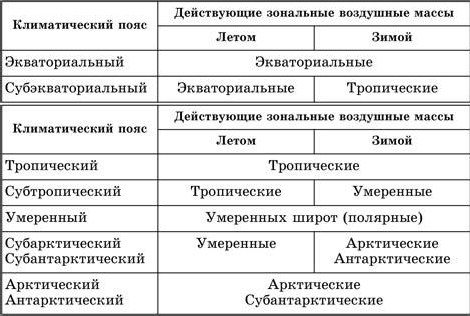 Климатический пояс
Действующие зональные воздушные массы
Летом Зимой
Экваториальный Экваториальные
Субэкваториальный Экваториальные Тропические
Климатический пояс
Действующие зональные воздушные массы
Летом Зимой
Тропический Тропические
Субтропический Тропические Умеренные
Умеренный Умеренных широт (полярные)
Субарктический Умеренные Арктические
Субантарктический Антарктические
Арктический Арктические
Антарктический Субантарктические